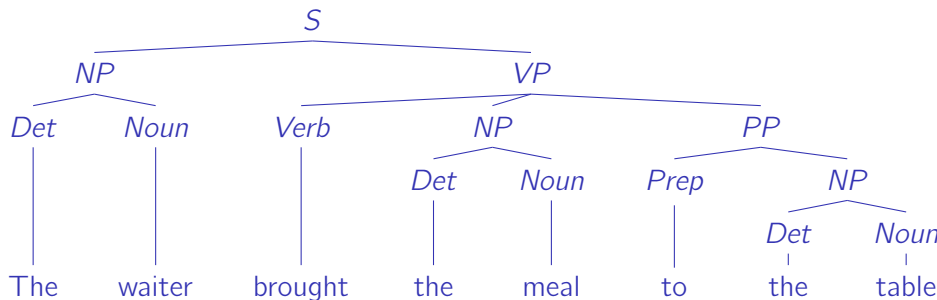 S
NP VP
Det Noun Verb NP PP
Det Noun Prep NP
Det Noun
The waiter brought the meal to the table